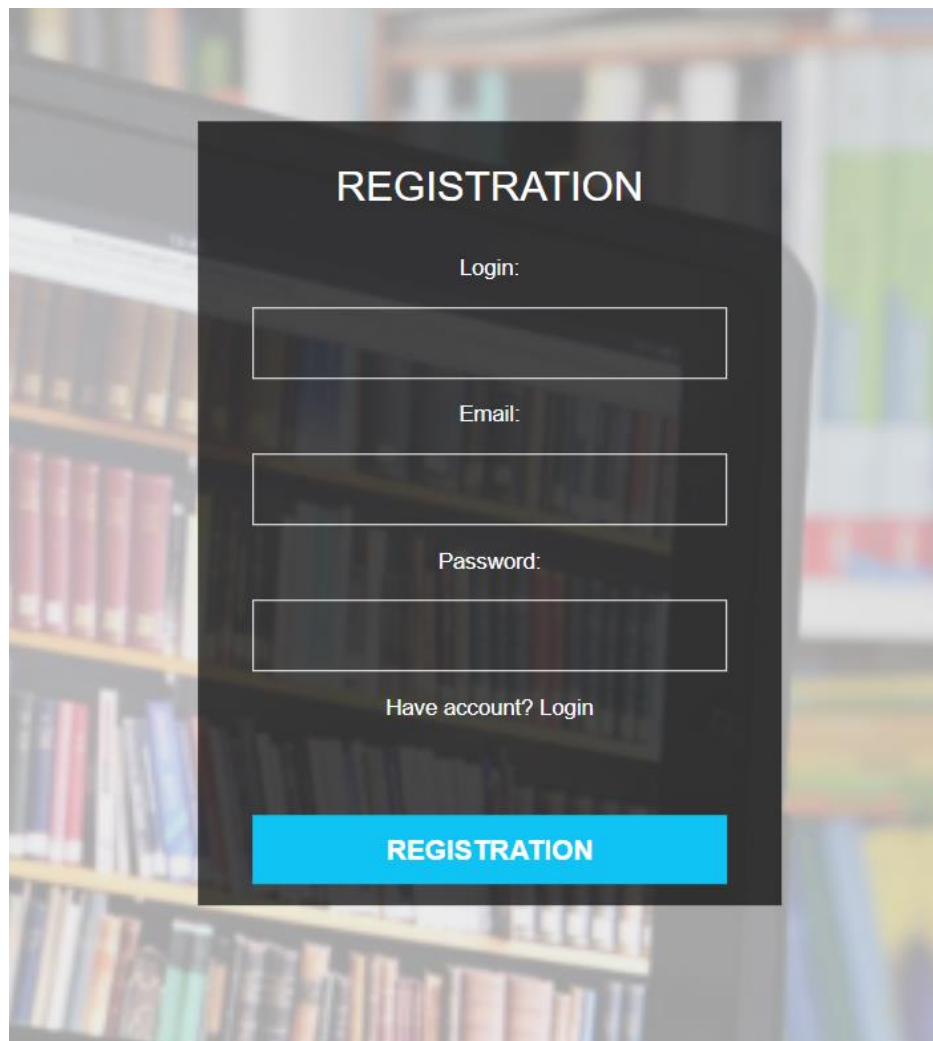 REGISTRATION
Login:
Email:
Password:
Have account? Login
REGISTRATION